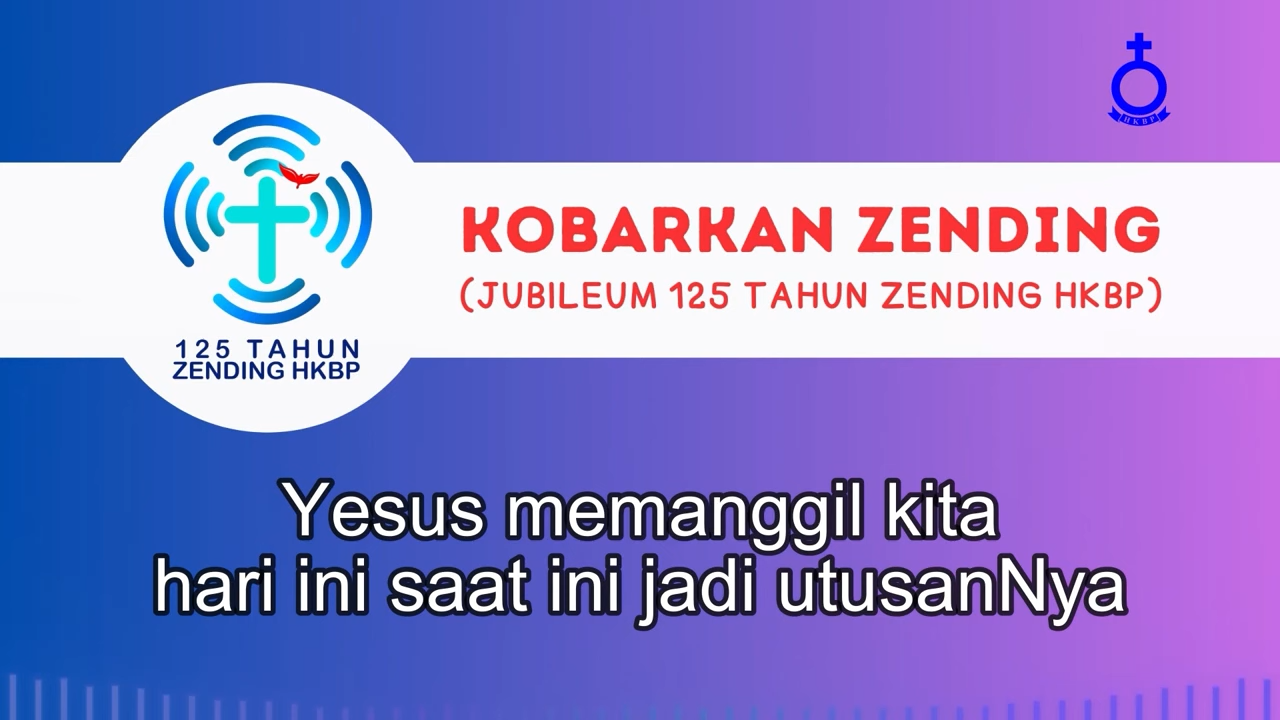 HKBP
KOBARKAN ZENDING
(JUBILEUM 125 TAHUN ZENDING HKBP)
125 TAHUN
ZENDING HKBP
Yesus memanggil kita
hari ini saat ini jadi utusanNya